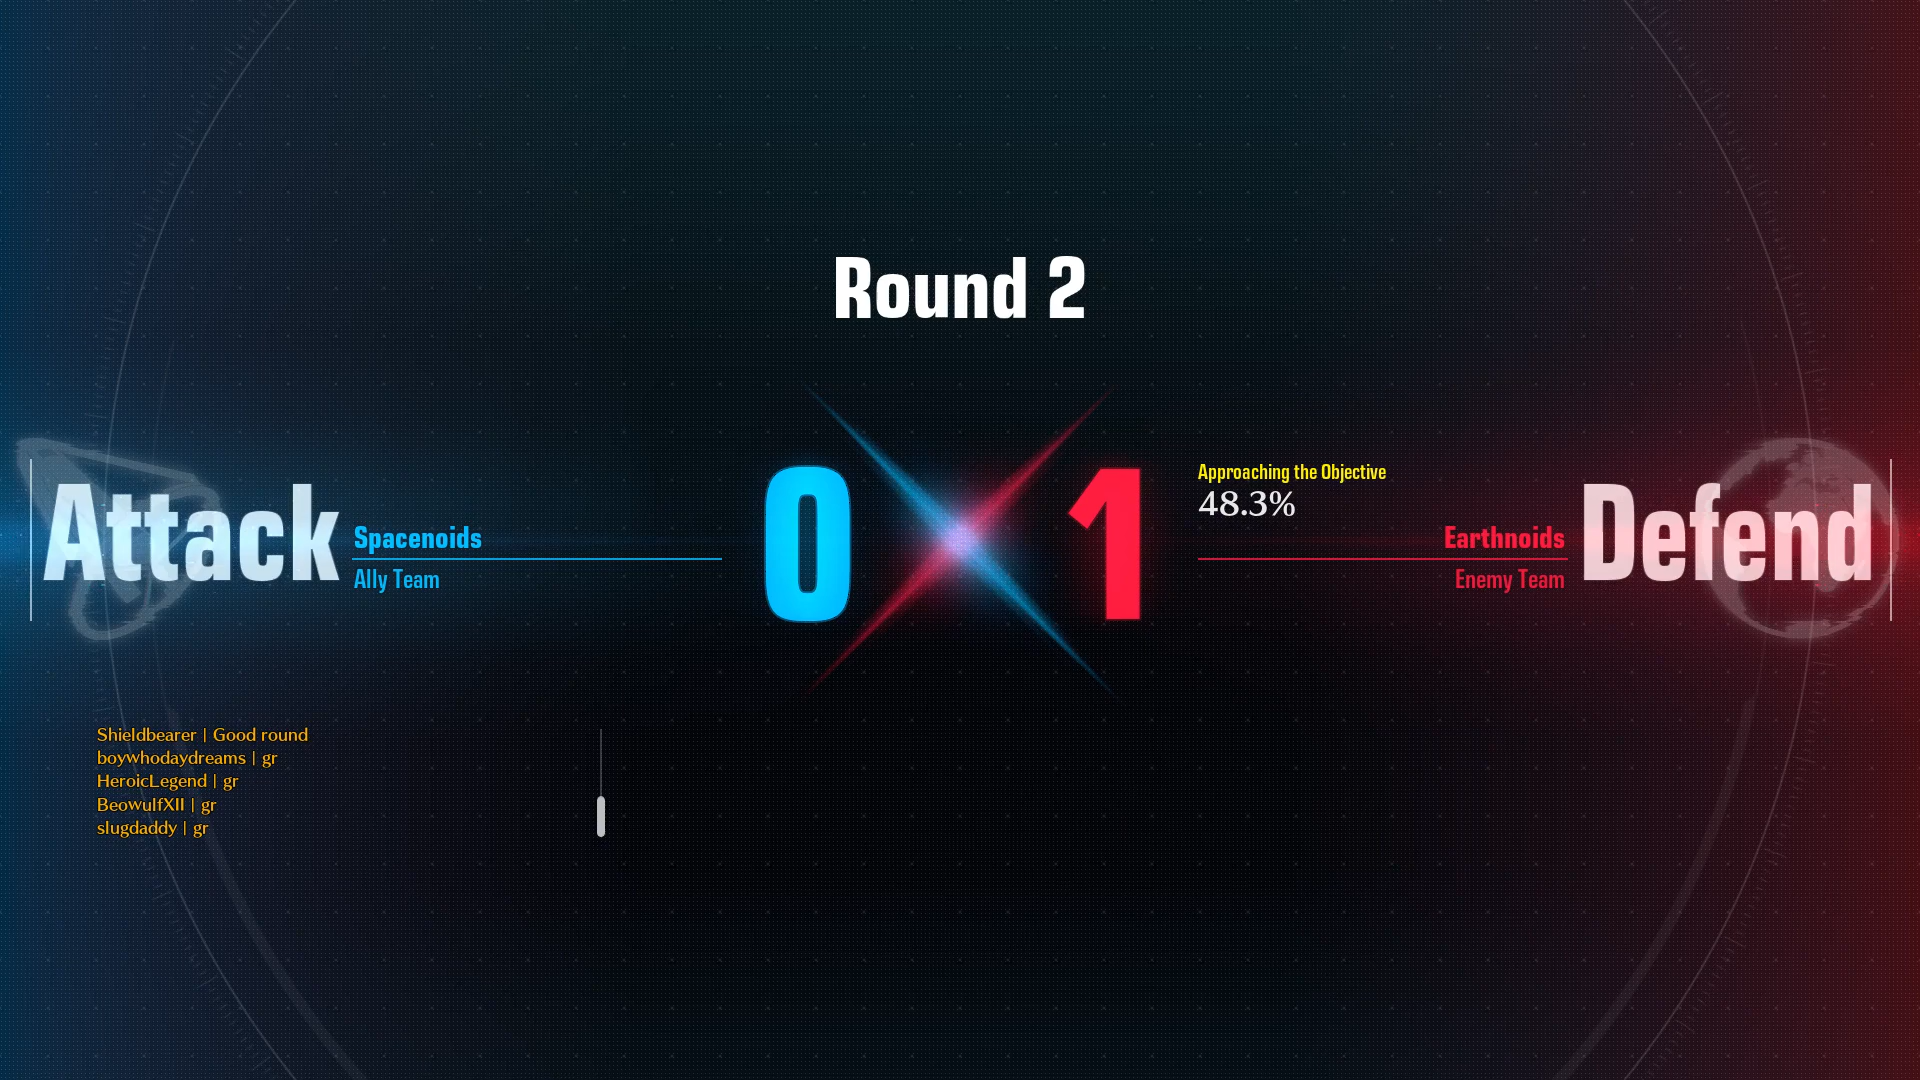 Round 2
Attack
Spacenoids
Ally Team
0
1
Approaching the Objective
48.3%
Earthnoids
Enemy Team
Defend
Shieldbearer | Good round
boywhodaydreams | gr
HeroicLegend | gr
BeowulfXII | gr
slugdaddy | gr